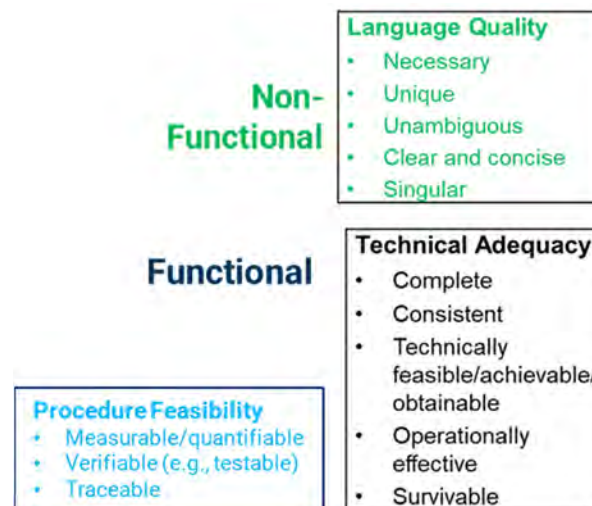 Language Quality
• Necessary
• Unique
• Unambiguous
• Clear and concise
• Singular
Non-
Functional
Functional
Technical Adequacy
• Complete
• Consistent
• Technically
feasible/achievable/
obtainable
• Operationally
effective
• Survivable
Procedure Feasibility
• Measurable/quantifiable
• Verifiable (e.g., testable)
• Traceable